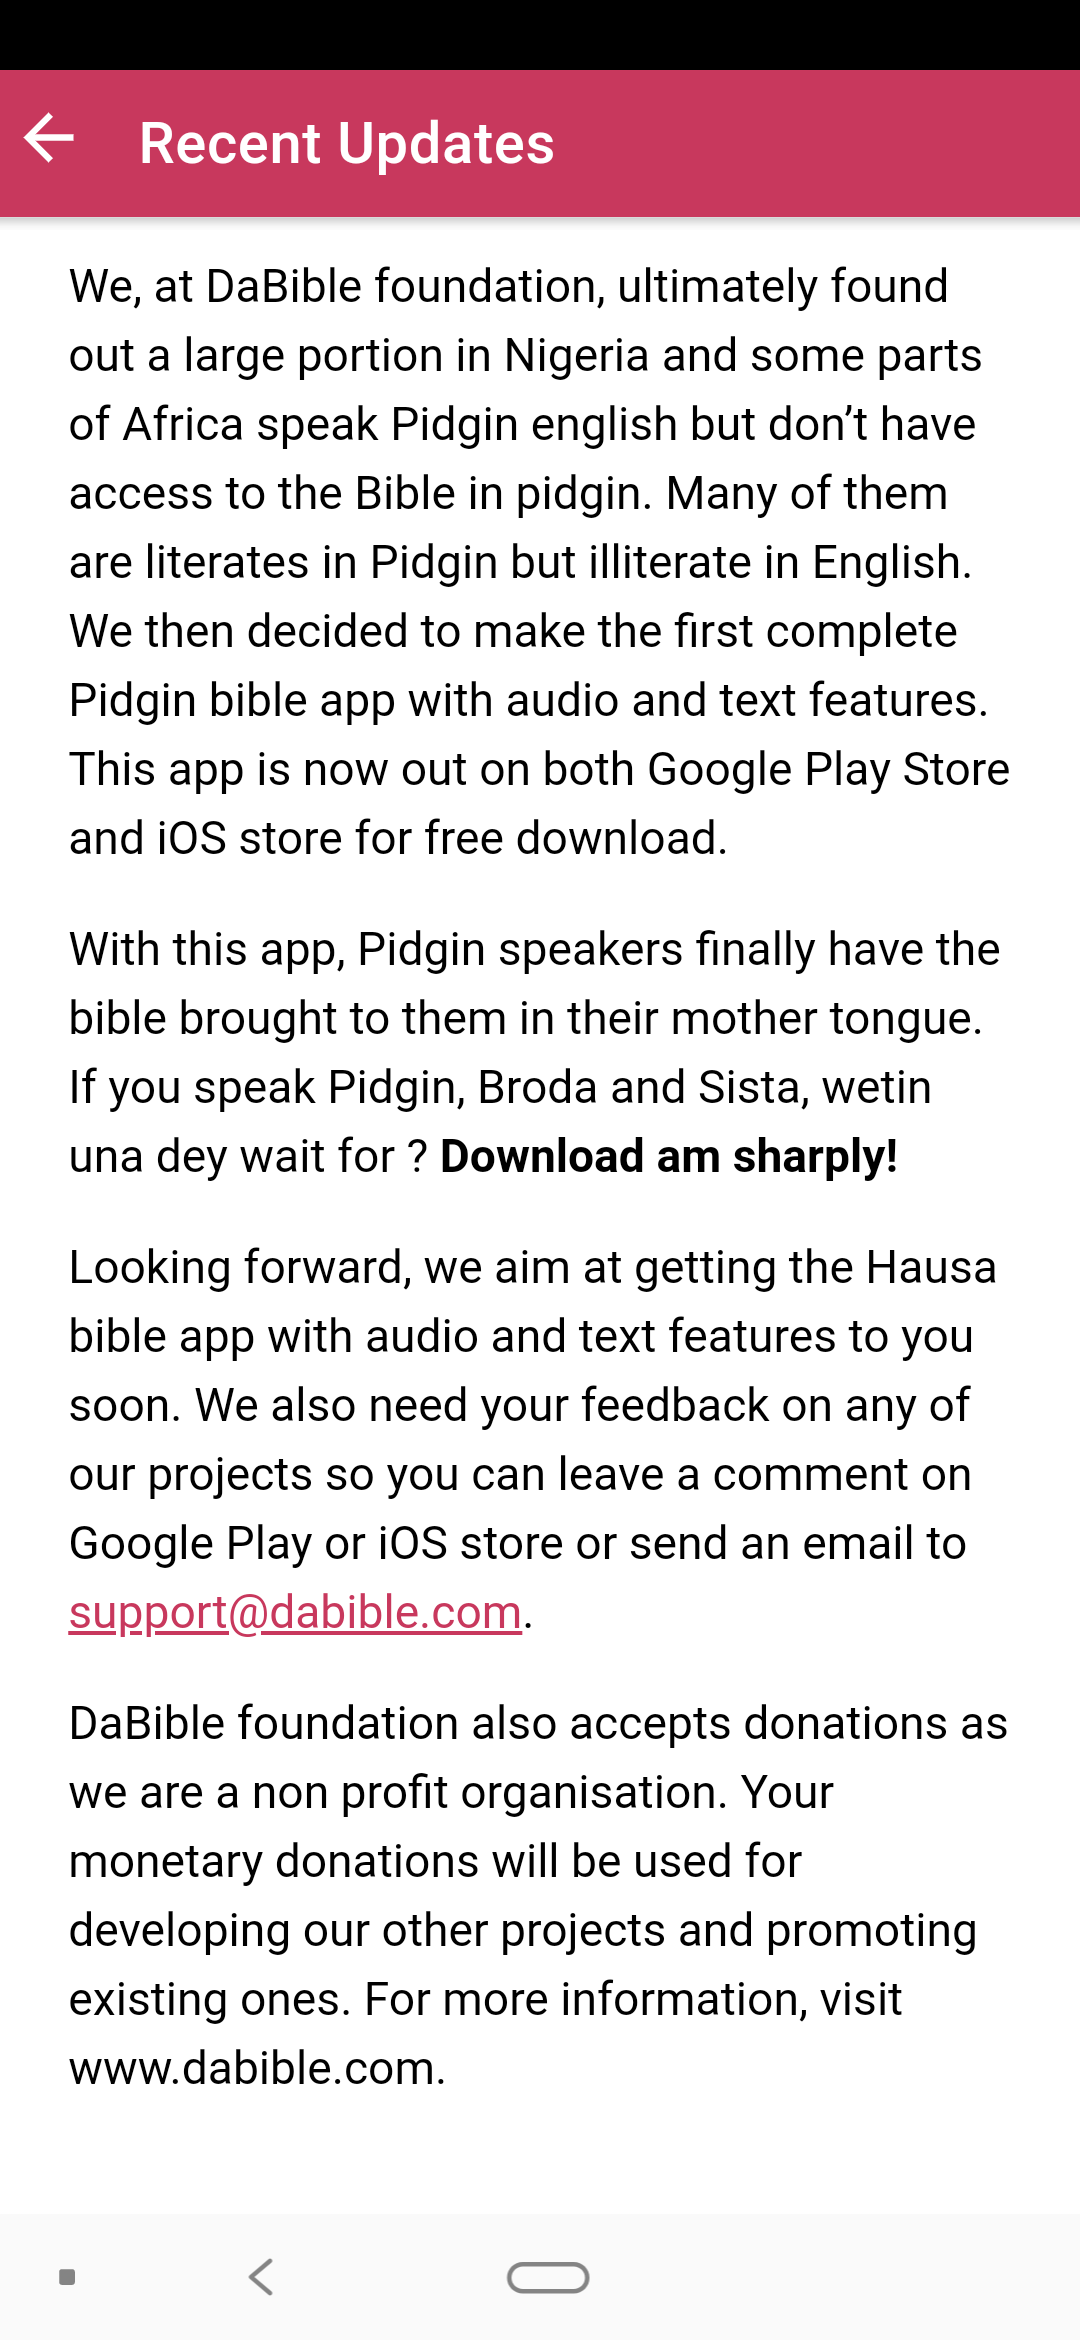 Recent Updates
We, at DaBible foundation, ultimately found
out a large portion in Nigeria and some parts
of Africa speak Pidgin english but don’t have
access to the Bible in pidgin. Many of them
are literates in Pidgin but illiterate in English.
We then decided to make the first complete
Pidgin bible app with audio and text features.
This app is now out on both Google Play Store
and iOS store for free download.
With this app, Pidgin speakers finally have the
bible brought to them in their mother tongue.
If you speak Pidgin, Broda and Sista, wetin
una dey wait for ? Download am sharply!
Looking forward, we aim at getting the Hausa
bible app with audio and text features to you
soon. We also need your feedback on any of
our projects so you can leave a comment on
Google Play or iOS store or send an email to
support@dabible.com.
DaBible foundation also accepts donations as
we are a non profit organisation. Your
monetary donations will be used for
developing our other projects and promoting
existing ones. For more information, visit
www.dabible.com.